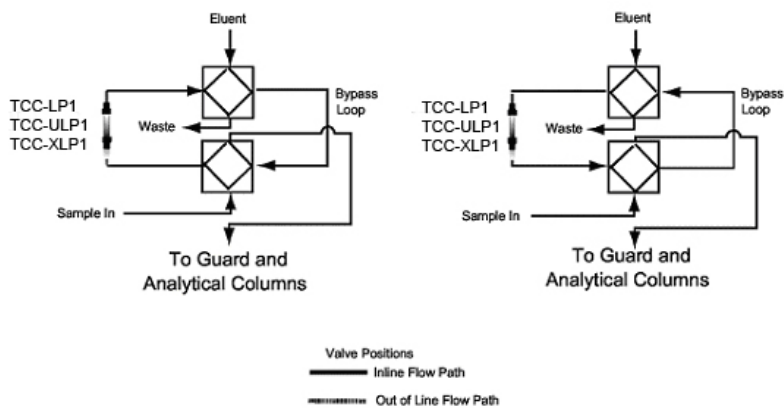 Eluent
TCC-LP1
TCC-ULP1
TCC-XLP1
Bypass
Loop
Waste
Sample In
To Guard and
Analytical Columns
Eluent
TCC-LP1
TCC-ULP1
TCC-XLP1
Bypass
Loop
Waste
Sample In
To Guard and
Analytical Columns
Valve Positions
Inline Flow Path
Out of Line Flow Path